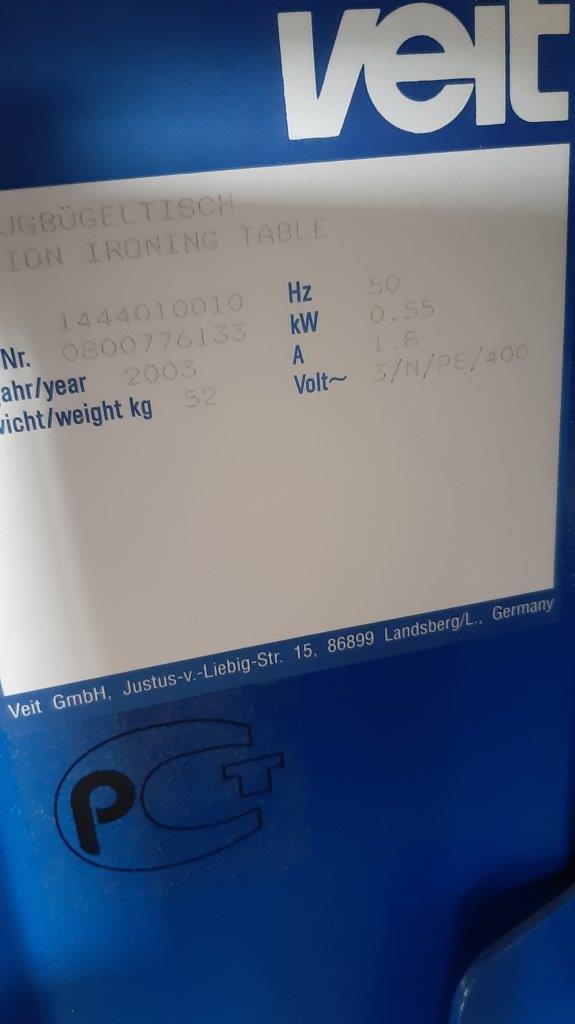 veit
UGBÜGELTISCH
ION IRONING TABLE
1444010010
Nr. 0800776133
ahr/year 2003
wicht/weight kg 52
Hz 50
kW 0.55
A 1.8
Volt~ 3/N/PE/400
Veit GmbH, Justus-v.-Liebig-Str. 15, 86899 Landsberg/L., Germany
PCT